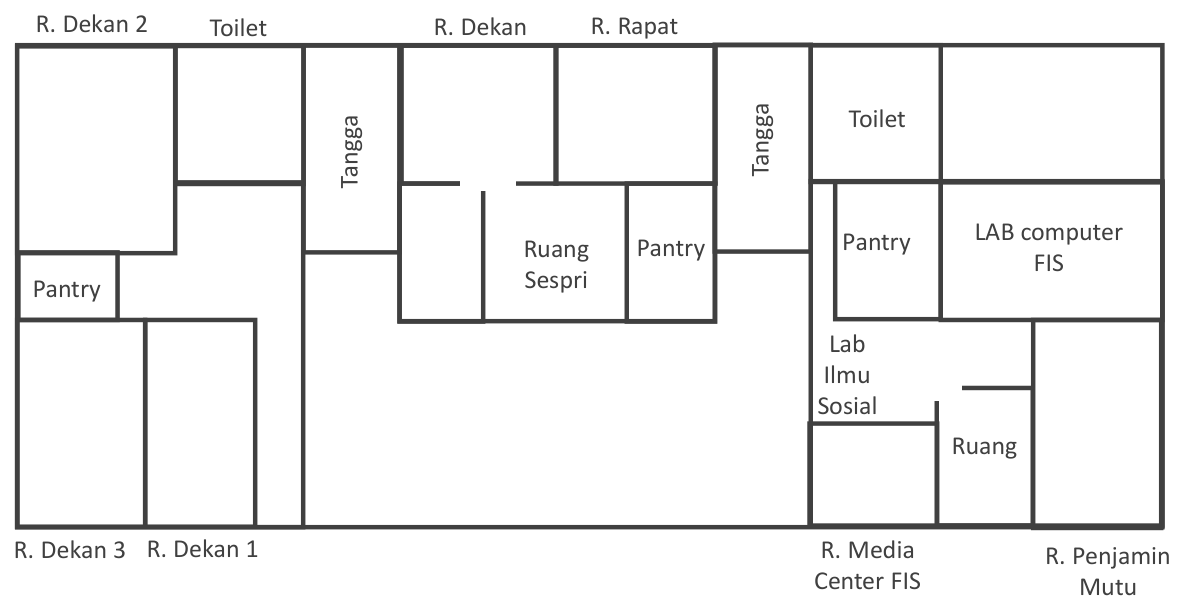 R. Dekan 2
Toilet
R. Dekan
R. Rapat
Tangga
Tangga
Toilet
Ruang
Sespri
Pantry
Pantry
LAB computer
FIS
Pantry
Lab
Ilmu
Sosial
Ruang
R. Dekan 3
R. Dekan 1
R. Media
Center FIS
R. Penjamin
Mutu